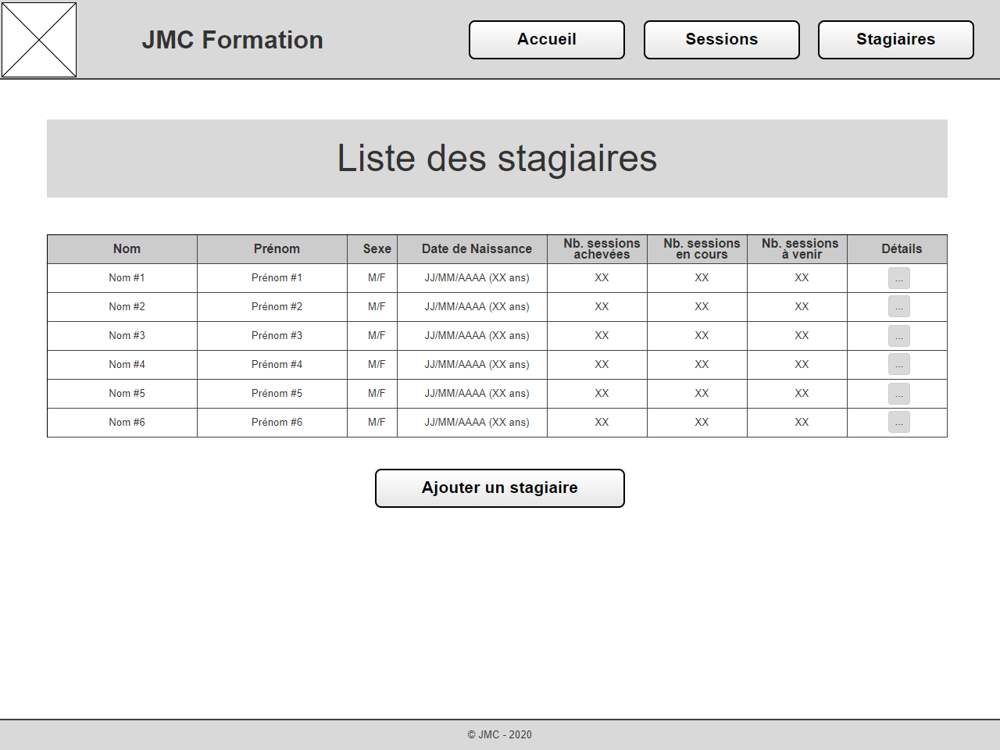 JMC Formation Accueil Sessions Stagiaires
Liste des stagiaires
Nom Prénom Sexe Date de Naissance Nb. sessions achevées Nb. sessions en cours Nb. sessions à venir Détails
Nom #1 Prénom #1 M/F JJ/MM/AAAA (XX ans) XX XX XX ...
Nom #2 Prénom #2 M/F JJ/MM/AAAA (XX ans) XX XX XX ...
Nom #3 Prénom #3 M/F JJ/MM/AAAA (XX ans) XX XX XX ...
Nom #4 Prénom #4 M/F JJ/MM/AAAA (XX ans) XX XX XX ...
Nom #5 Prénom #5 M/F JJ/MM/AAAA (XX ans) XX XX XX ...
Nom #6 Prénom #6 M/F JJ/MM/AAAA (XX ans) XX XX XX ...
Ajouter un stagiaire
© JMC - 2020